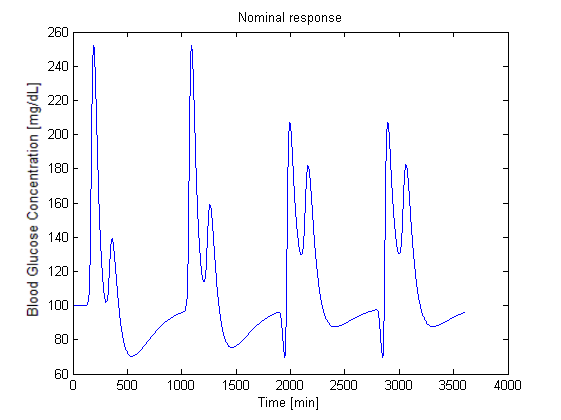 Nominal response
Blood Glucose Concentration [mg/dL]
260
240
220
200
180
160
140
120
100
80
60
0 500 1000 1500 2000 2500 3000 3500 4000
Time [min]